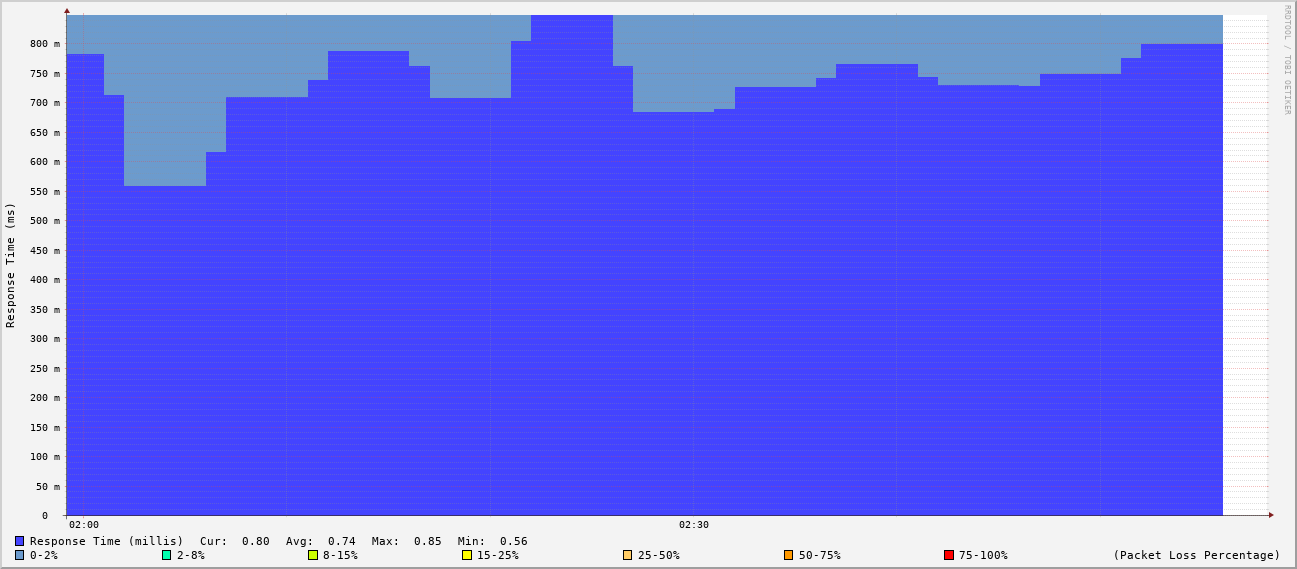 RRDTOOL / TOBI OETIKER
Response Time (ms)
800 m
750 m
700 m
650 m
600 m
550 m
500 m
450 m
400 m
350 m
300 m
250 m
200 m
150 m
100 m
50 m
0
02:00 02:30
Response Time (millis) Cur: 0.80 Avg: 0.74 Max: 0.85 Min: 0.56
0-2% 2-8% 8-15% 15-25% 25-50% 50-75% 75-100% (Packet Loss Percentage)